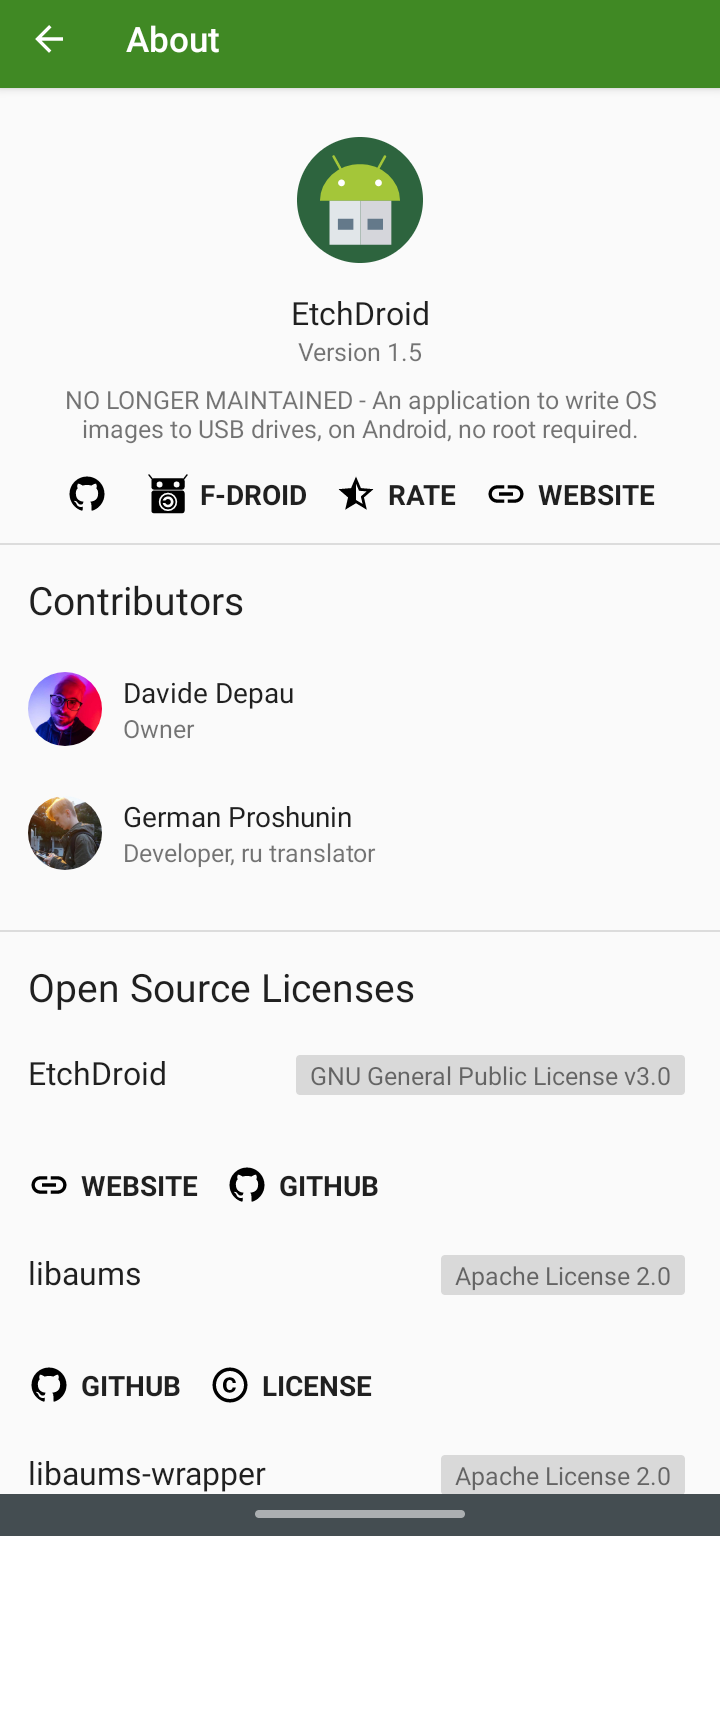 About
EtchDroid
Version 1.5
NO LONGER MAINTAINED - An application to write OS
images to USB drives, on Android, no root required.
F-DROID RATE WEBSITE
Contributors
Davide Depau
Owner
German Proshunin
Developer, ru translator
Open Source Licenses
EtchDroid GNU General Public License v3.0
WEBSITE GITHUB
libaums Apache License 2.0
GITHUB LICENSE
libaums-wrapper Apache License 2.0